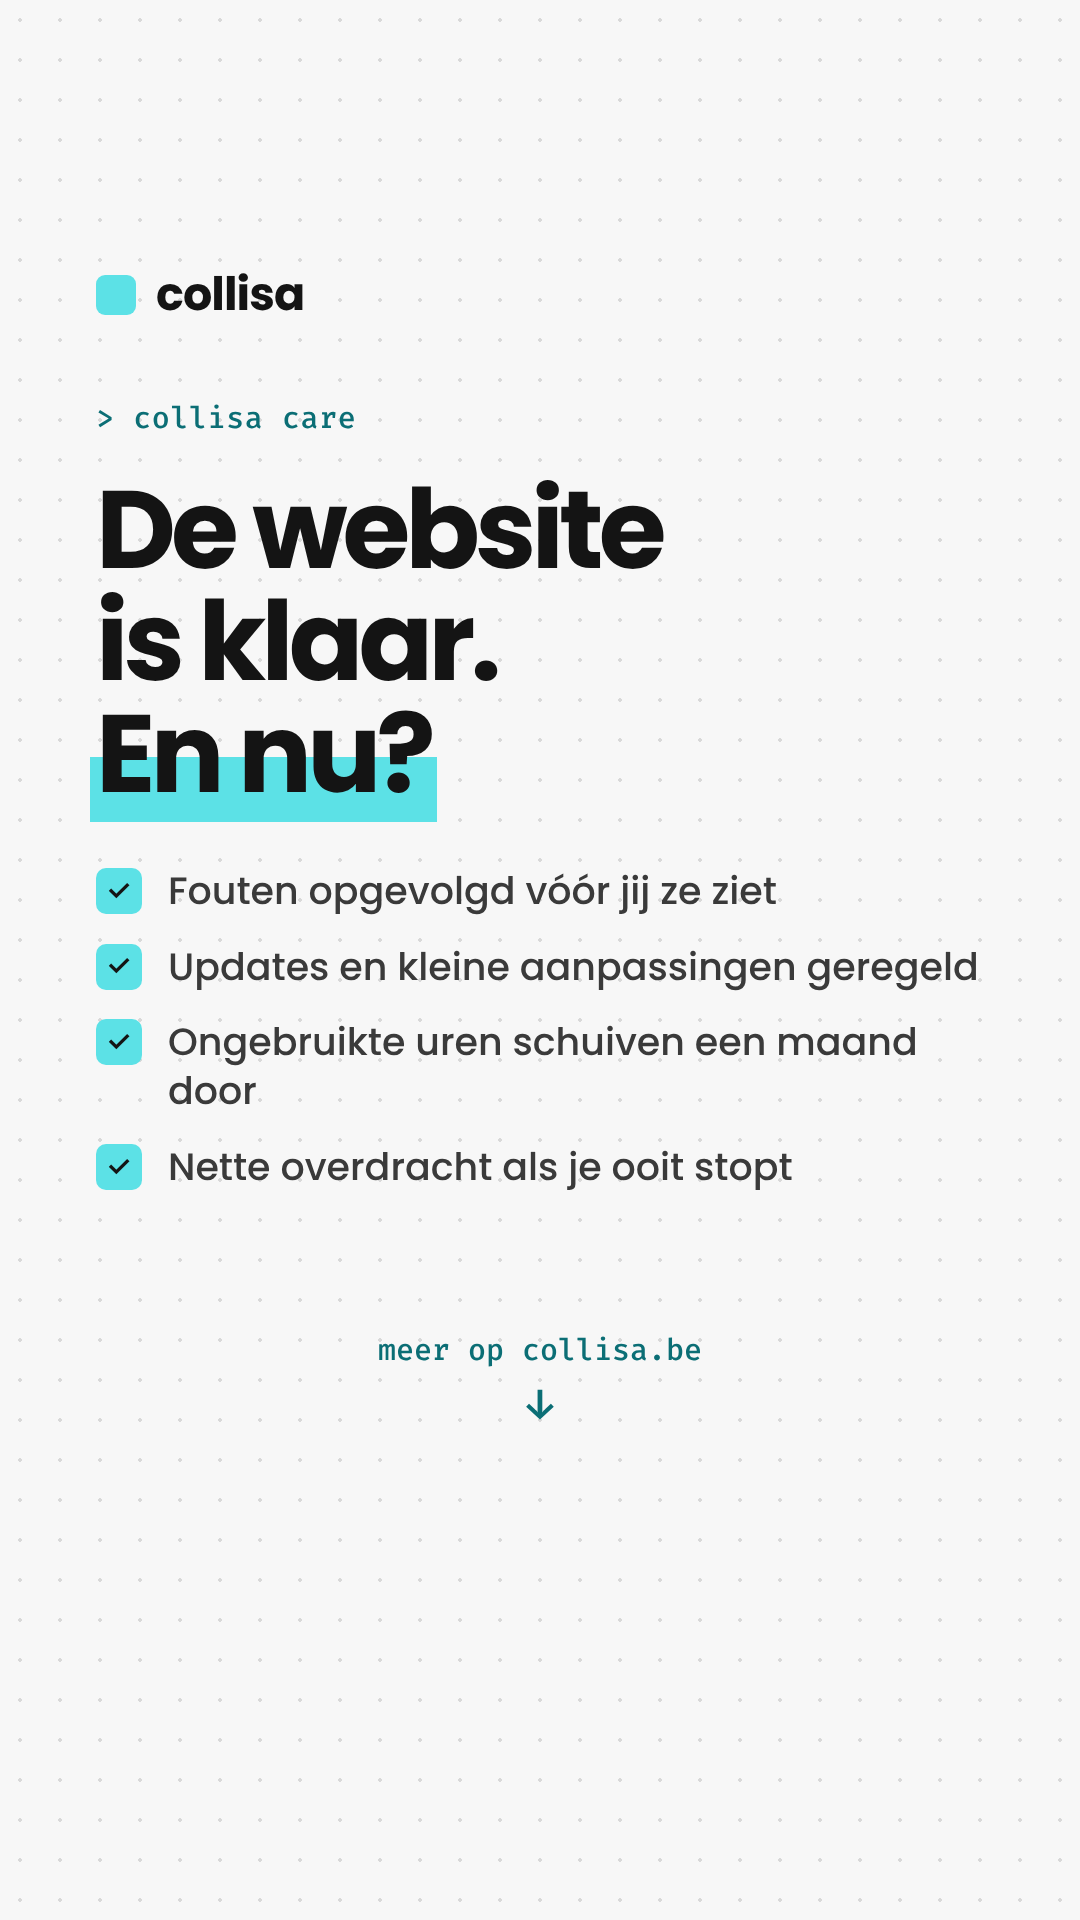 collisa
> collisa care
De website
is klaar.
En nu?
Fouten opgevolgd vóór jij ze ziet
Updates en kleine aanpassingen geregeld
Ongebruikte uren schuiven een maand
door
Nette overdracht als je ooit stopt
meer op collisa.be